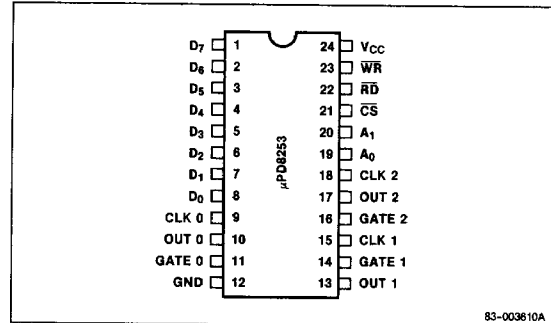 D7 1 24 VCC
D6 2 23 WR
D5 3 22 RD
D4 4 21 CS
D3 5 20 A1
D2 6 19 A0
D1 7 18 CLK 2
D0 8 17 OUT 2
CLK 0 9 16 GATE 2
OUT 0 10 15 CLK 1
GATE 0 11 14 GATE 1
GND 12 13 OUT 1
μPD8253
83-003610A